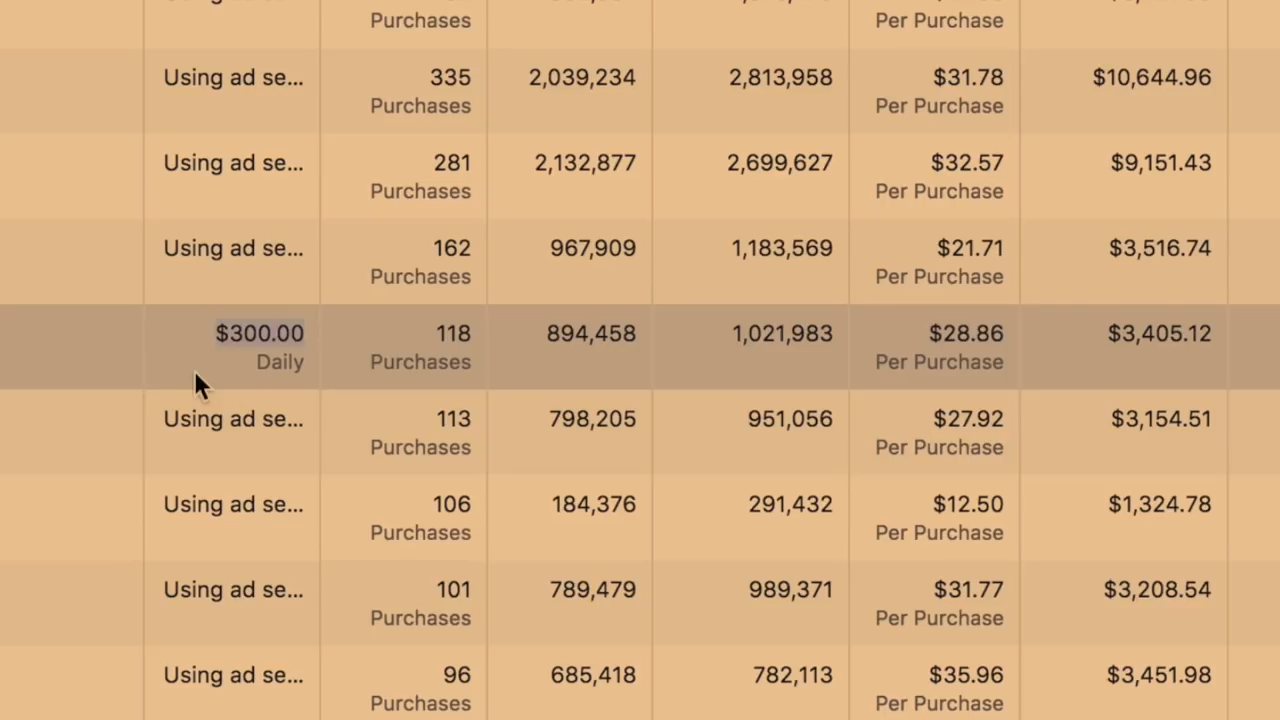 Purchases Per Purchase
Using ad se... 335 2,039,234 2,813,958 $31.78 $10,644.96
Purchases Per Purchase
Using ad se... 281 2,132,877 2,699,627 $32.57 $9,151.43
Purchases Per Purchase
Using ad se... 162 967,909 1,183,569 $21.71 $3,516.74
Purchases Per Purchase
$300.00 118 894,458 1,021,983 $28.86 $3,405.12
Daily Purchases Per Purchase
Using ad se... 113 798,205 951,056 $27.92 $3,154.51
Purchases Per Purchase
Using ad se... 106 184,376 291,432 $12.50 $1,324.78
Purchases Per Purchase
Using ad se... 101 789,479 989,371 $31.77 $3,208.54
Purchases Per Purchase
Using ad se... 96 685,418 782,113 $35.96 $3,451.98
Purchases Per Purchase